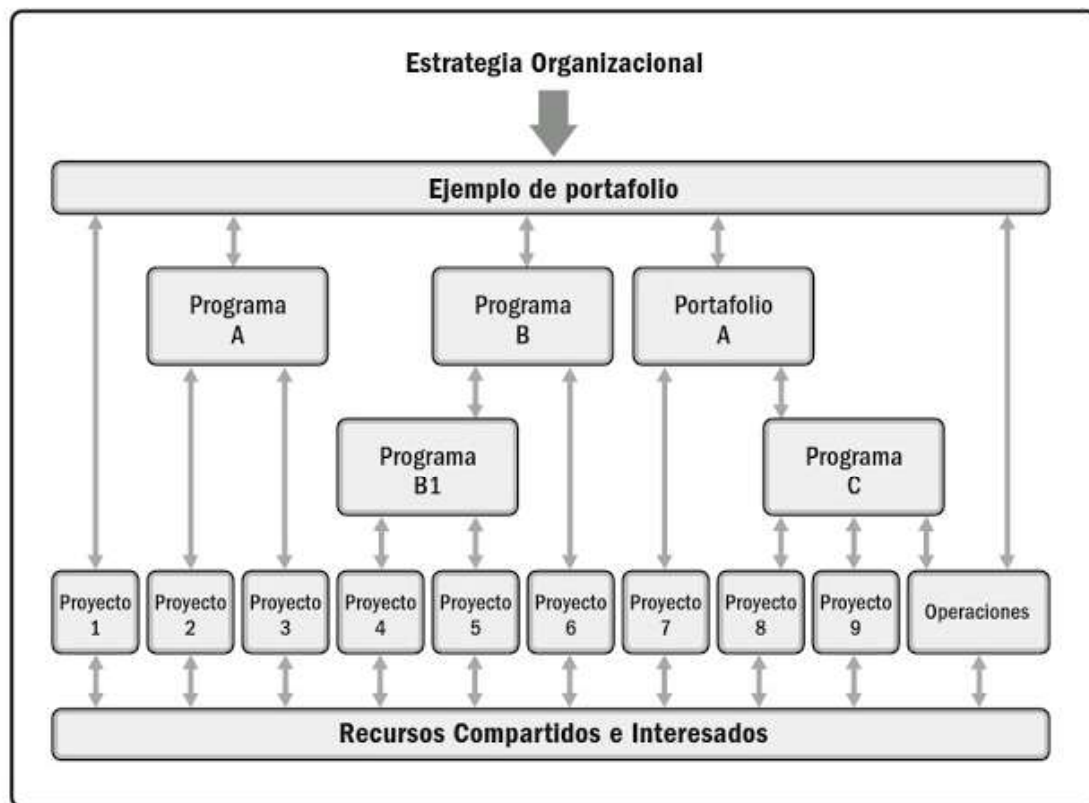 Estrategia Organizacional
Ejemplo de portafolio
Programa
A
Programa
B
Portafolio
A
Programa
B1
Programa
C
Proyecto
1
Proyecto
2
Proyecto
3
Proyecto
4
Proyecto
5
Proyecto
6
Proyecto
7
Proyecto
8
Proyecto
9
Operaciones
Recursos Compartidos e Interesados